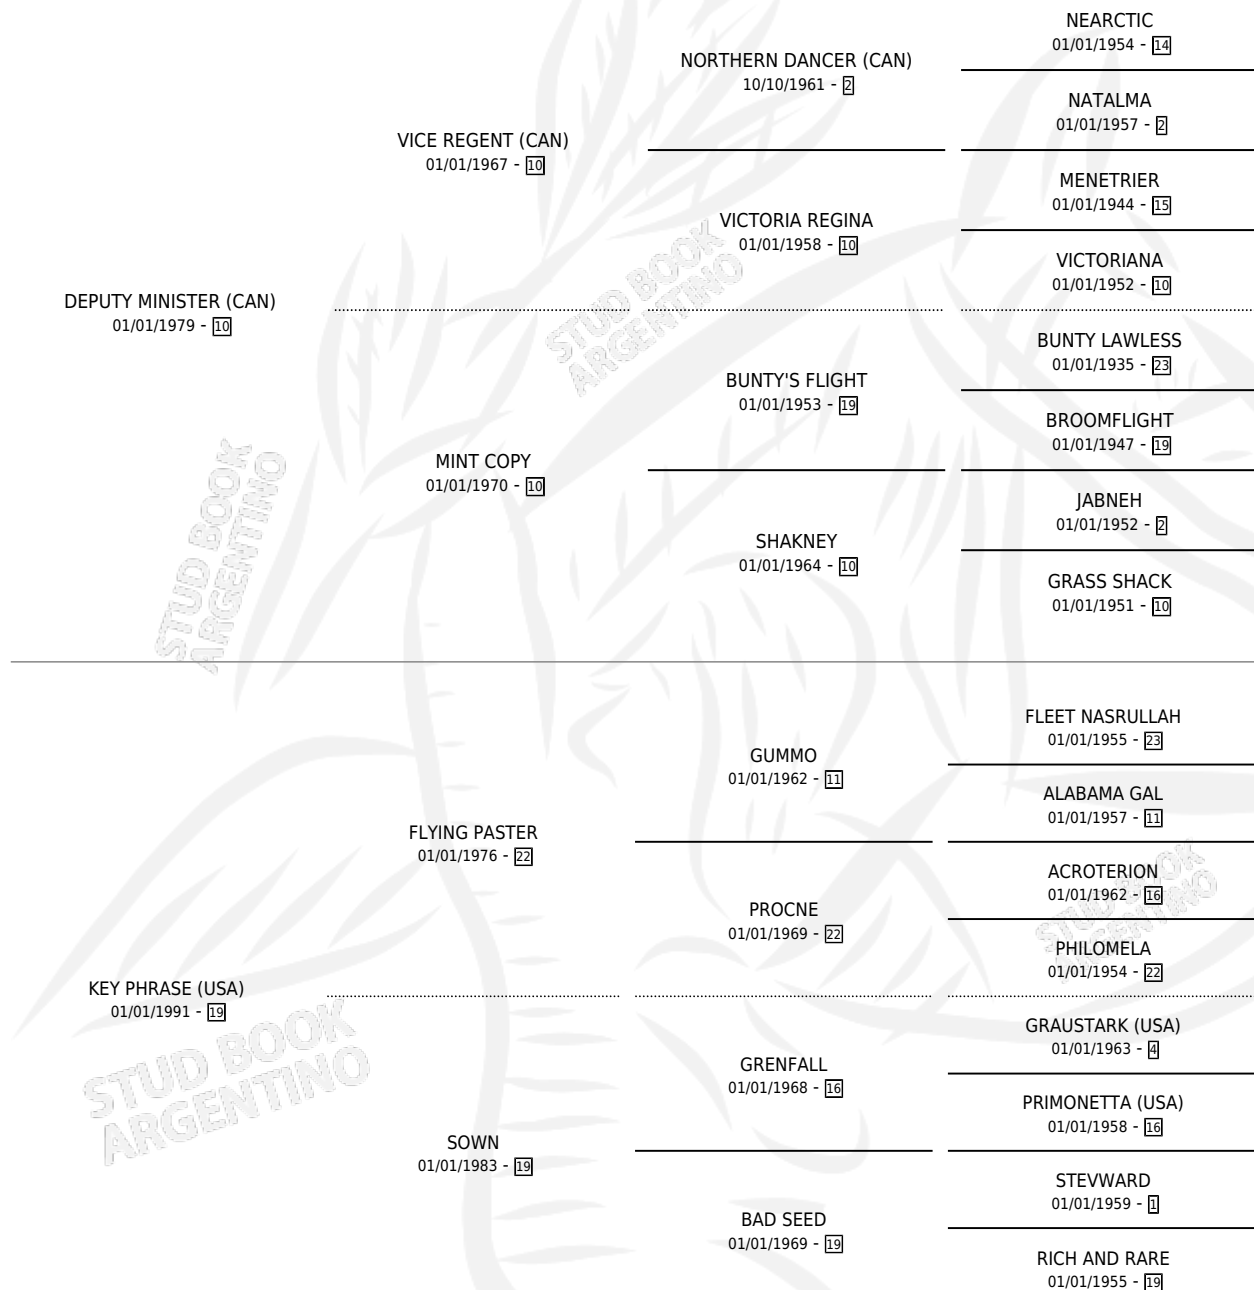 NEARCTIC
01/01/1954 - 14
NORTHERN DANCER (CAN)
10/10/1961 - 2
NATALMA
01/01/1957 - 2
VICE REGENT (CAN)
01/01/1967 - 10
MENETRIER
01/01/1944 - 15
VICTORIA REGINA
01/01/1958 - 10
VICTORIANA
01/01/1952 - 10
DEPUTY MINISTER (CAN)
01/01/1979 - 10
BUNTY LAWLESS
01/01/1935 - 23
BUNTY'S FLIGHT
01/01/1953 - 19
BROOMFLIGHT
01/01/1947 - 19
MINT COPY
01/01/1970 - 10
JABNEH
01/01/1952 - 2
SHAKNEY
01/01/1964 - 10
GRASS SHACK
01/01/1951 - 10
FLEET NASRULLAH
01/01/1955 - 23
GUMMO
01/01/1962 - 11
ALABAMA GAL
01/01/1957 - 11
FLYING PASTER
01/01/1976 - 22
ACROTERION
01/01/1962 - 16
PROCNE
01/01/1969 - 22
PHILOMELA
01/01/1954 - 22
KEY PHRASE (USA)
01/01/1991 - 19
GRAUSTARK (USA)
01/01/1963 - 4
GRENFALL
01/01/1968 - 16
PRIMONETTA (USA)
01/01/1958 - 16
SOWN
01/01/1983 - 19
STEVWARD
01/01/1959 - 1
BAD SEED
01/01/1969 - 19
RICH AND RARE
01/01/1955 - 19
STUD BOOK
ARGENTINO
STUD BOOK
ARGENTINO
STUD BOOK
ARGENTINO
STUD BOOK
ARGENTINO